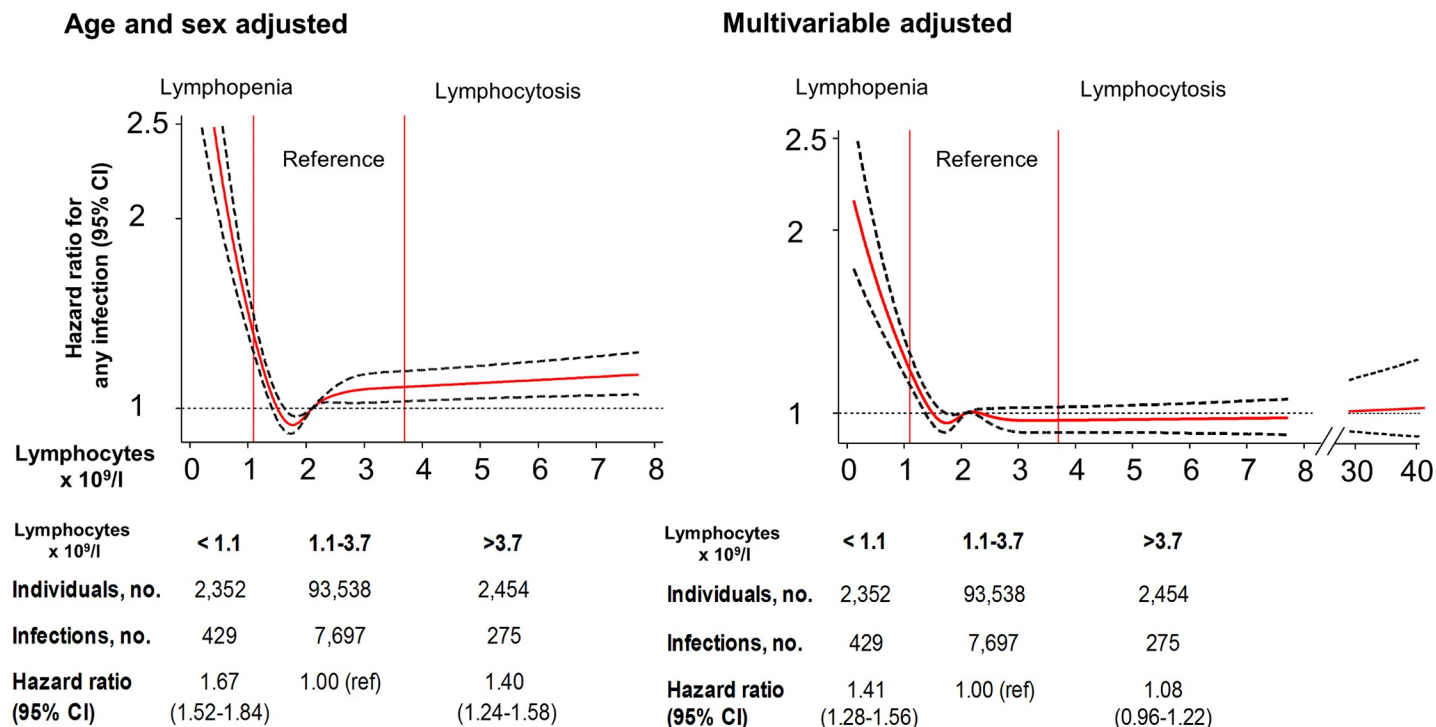 Age and sex adjusted
Lymphopenia
Lymphocytosis
Reference
2.5
2
1
Hazard ratio for
any infection (95% CI)
Lymphocytes
x 10⁹/l
0 1 2 3 4 5 6 7 8
Lymphocytes
x 10⁹/l
< 1.1 1.1-3.7 >3.7
Individuals, no. 2,352 93,538 2,454
Infections, no. 429 7,697 275
Hazard ratio 1.67 1.00 (ref) 1.40
(95% CI) (1.52-1.84) (1.24-1.58)
Multivariable adjusted
Lymphopenia
Lymphocytosis
Reference
2.5
2
1
0 1 2 3 4 5 6 7 8 30 40
Lymphocytes
x 10⁹/l
< 1.1 1.1-3.7 >3.7
Individuals, no. 2,352 93,538 2,454
Infections, no. 429 7,697 275
Hazard ratio 1.41 1.00 (ref) 1.08
(95% CI) (1.28-1.56) (0.96-1.22)